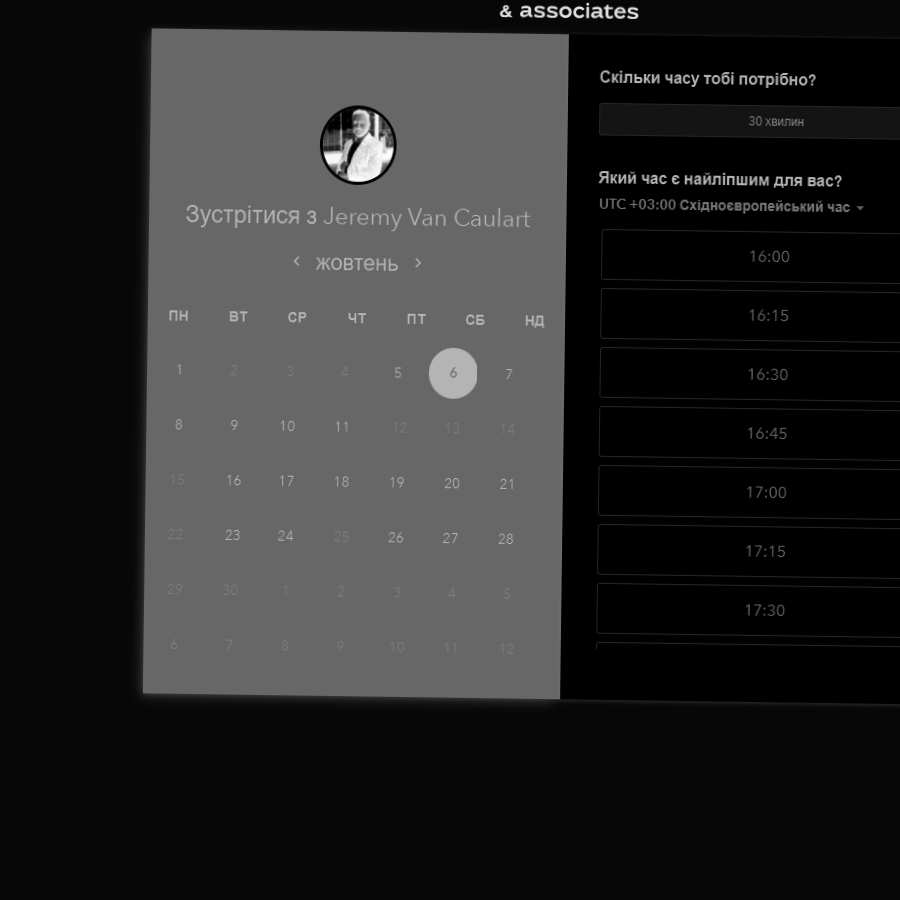 & associates
Зустрітися з Jeremy Van Caulart
жовтень
ПН ВТ СР ЧТ ПТ СБ НД
1 2 3 4 5 6 7
8 9 10 11 12 13 14
15 16 17 18 19 20 21
22 23 24 25 26 27 28
29 30 1 2 3 4 5
6 7 8 9 10 11 12
Скільки часу тобі потрібно?
30 хвилин
Який час є найліпшим для вас?
UTC +03:00 Східноєвропейський час
16:00
16:15
16:30
16:45
17:00
17:15
17:30